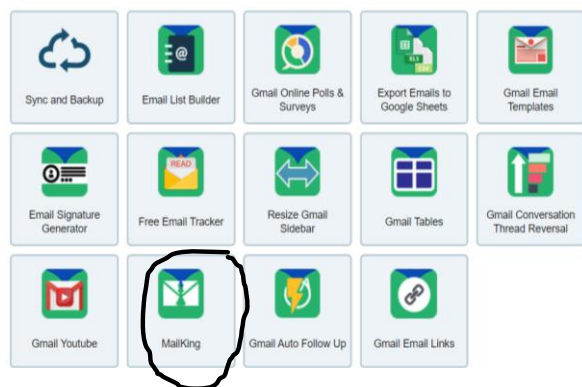 Sync and Backup
Email List Builder
Gmail Online Polls &
Surveys
XLS
CSV
Export Emails to
Google Sheets
Gmail Email
Templates
Email Signature
Generator
READ
Free Email Tracker
Resize Gmail
Sidebar
Gmail Tables
Gmail Conversation
Thread Reversal
Gmail Youtube
MailKing
Gmail Auto Follow Up
Gmail Email Links